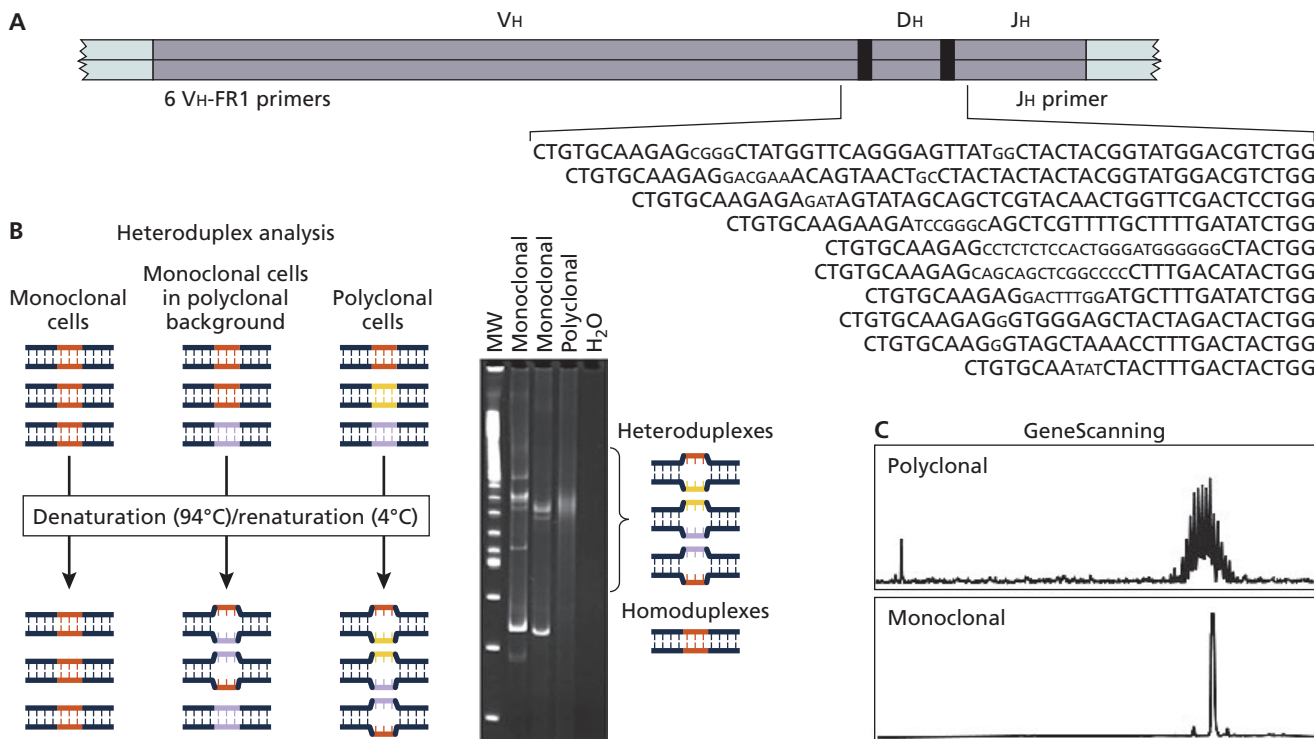 A
VH
DH
JH
6 VH-FR1 primers
JH primer
CTGTGCAAGAGCGGGCTATGGTTCAGGGAGTTATGGCTACTACGGTATGGACGTCTGG
CTGTGCAAGAGGACGAAACAGTAACTGCCTACTACTACTACGGTATGGACGTCTGG
CTGTGCAAGAGAGATAGTATAGCAGCTCGTACAACTGGTTCGACTCCTGG
CTGTGCAAGAAGATCCGGGCAGCTCGTTTTGCTTTTGATATCTGG
CTGTGCAAGAGCCTCTCTCCACTGGGATGGGGGGCTACTGG
CTGTGCAAGAGCAGCAGCTCGGCCCCCTTTGACATACTGG
CTGTGCAAGAGGACTTTGGATGCTTTGATATCTGG
CTGTGCAAGAGGGTGGGAGCTACTAGACTACTGG
CTGTGCAAGGGTAGCTAAACCTTTGACTACTGG
CTGTGCAATATCTACTTTGACTACTGG
B
Heteroduplex analysis
Monoclonal
cells
Monoclonal cells
in polyclonal
background
Polyclonal
cells
Denaturation (94°C)/renaturation (4°C)
MW
Monoclonal
Monoclonal
Polyclonal
H2O
Heteroduplexes
Homoduplexes
C
GeneScanning
Polyclonal
Monoclonal